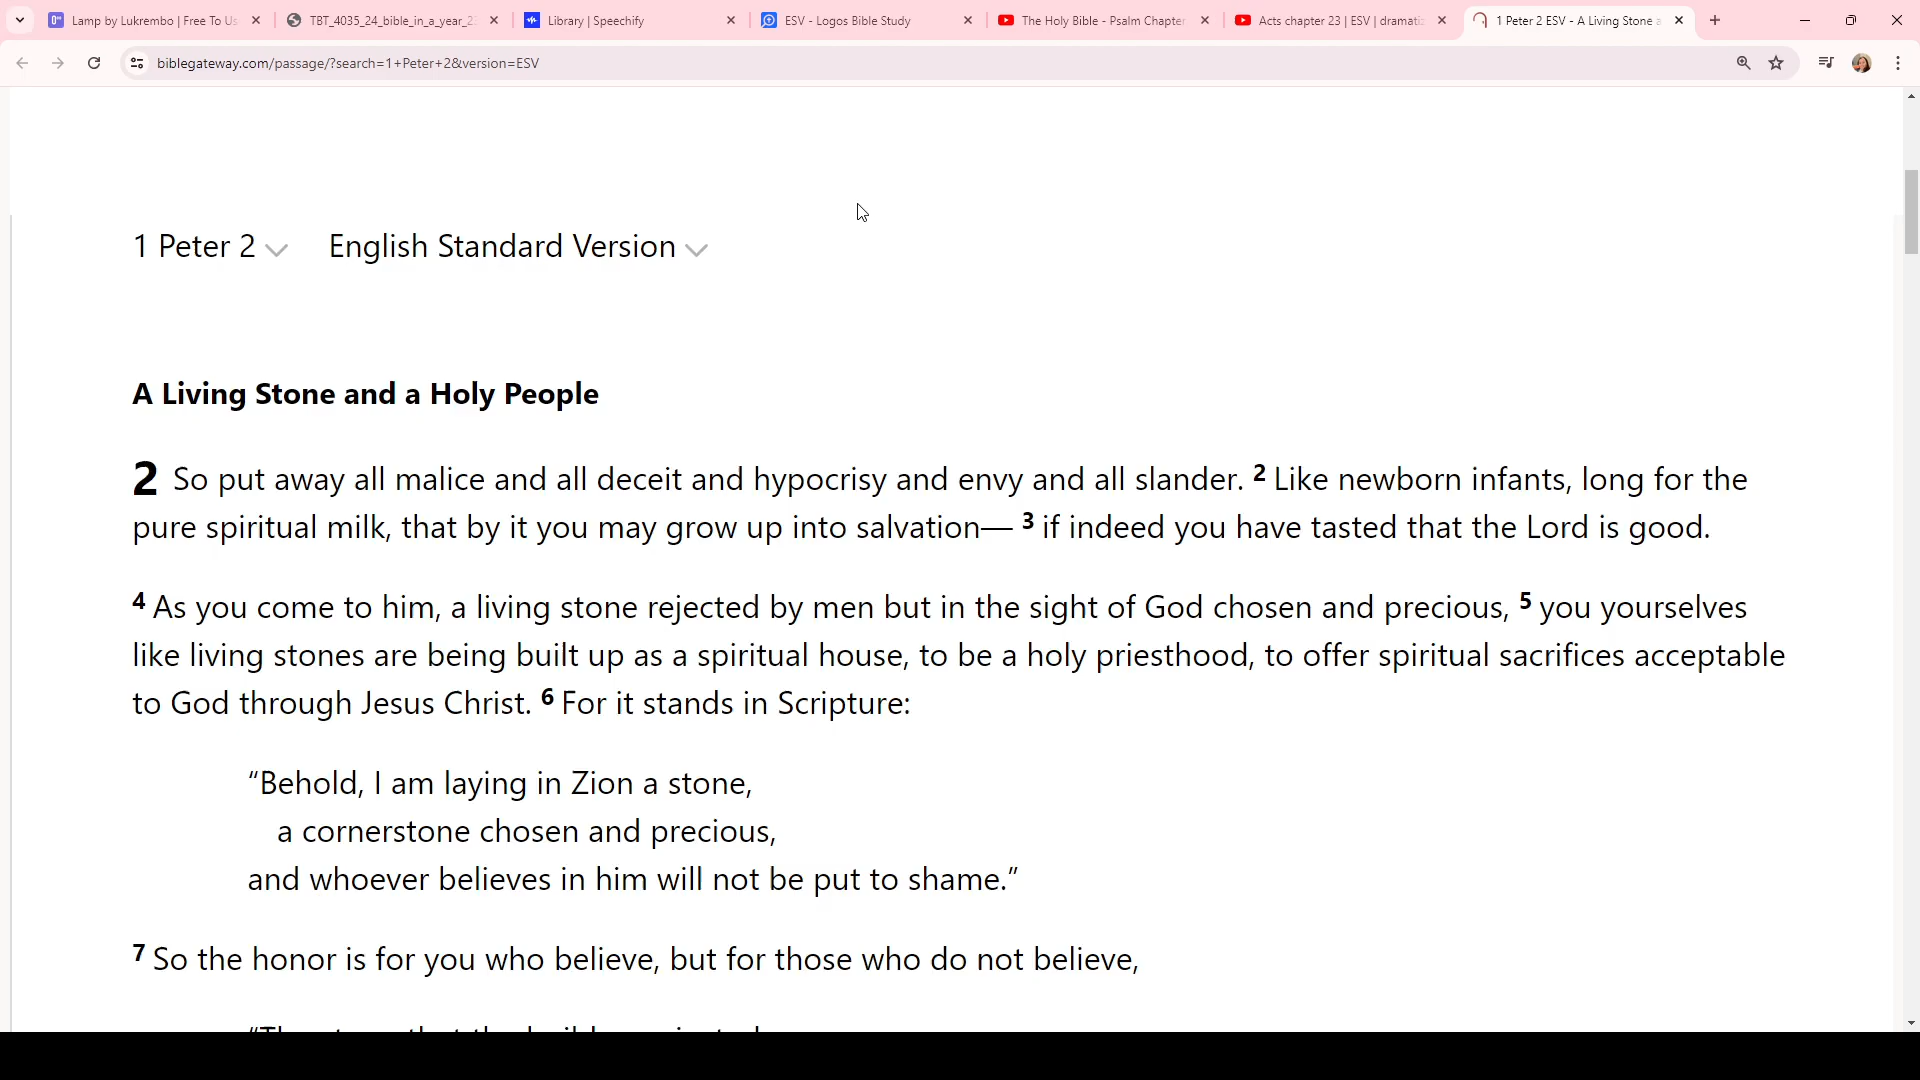 Lamp by Lukrembo | Free To Us
TBT_4035_24_bible_in_a_year_2
Library | Speechify
ESV - Logos Bible Study
The Holy Bible - Psalm Chapter
Acts chapter 23 | ESV | dramati
1 Peter 2 ESV - A Living Stone a
biblegateway.com/passage/?search=1+Peter+2&version=ESV
1 Peter 2
English Standard Version
A Living Stone and a Holy People
2 So put away all malice and all deceit and hypocrisy and envy and all slander. 2 Like newborn infants, long for the
pure spiritual milk, that by it you may grow up into salvation— 3 if indeed you have tasted that the Lord is good.
4 As you come to him, a living stone rejected by men but in the sight of God chosen and precious, 5 you yourselves
like living stones are being built up as a spiritual house, to be a holy priesthood, to offer spiritual sacrifices acceptable
to God through Jesus Christ. 6 For it stands in Scripture:
“Behold, I am laying in Zion a stone,
a cornerstone chosen and precious,
and whoever believes in him will not be put to shame.”
7 So the honor is for you who believe, but for those who do not believe,